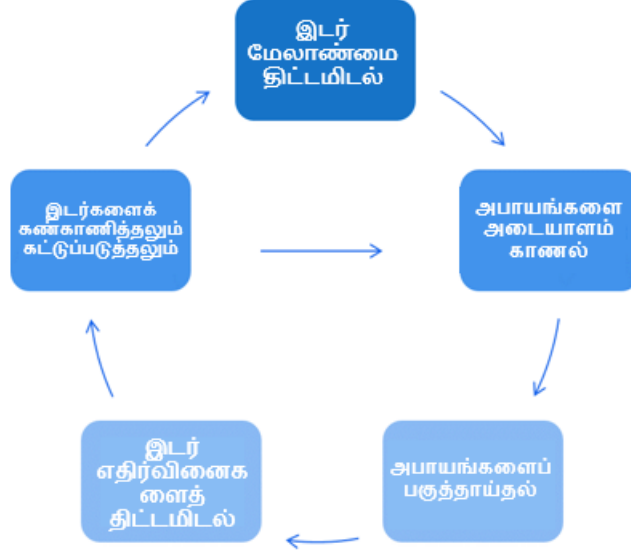 இடர்
மேலாண்மை
திட்டமிடல்
இடர்களைக்
கண்காணித்தலும்
கட்டுப்படுத்தலும்
அபாயங்களை
அடையாளம்
காணல்
இடர்
எதிர்வினைக
ளைத்
திட்டமிடல்
அபாயங்களைப்
பகுத்தாய்தல்